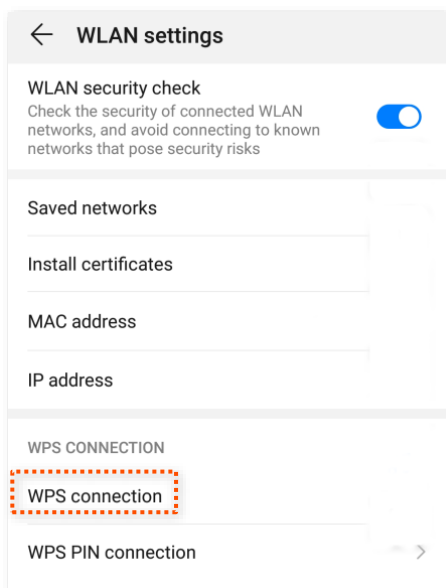 WLAN settings
WLAN security check
Check the security of connected WLAN
networks, and avoid connecting to known
networks that pose security risks
Saved networks
Install certificates
MAC address
IP address
WPS CONNECTION
WPS connection
WPS PIN connection